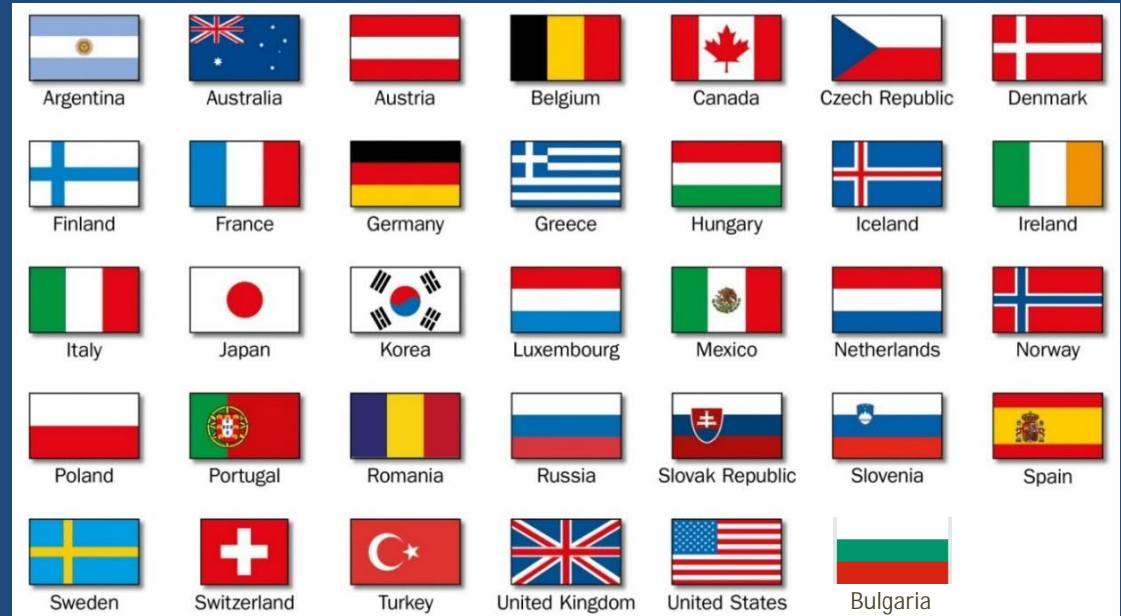 Argentina Australia Austria Belgium Canada Czech Republic Denmark
Finland France Germany Greece Hungary Iceland Ireland
Italy Japan Korea Luxembourg Mexico Netherlands Norway
Poland Portugal Romania Russia Slovak Republic Slovenia Spain
Sweden Switzerland Turkey United Kingdom United States Bulgaria